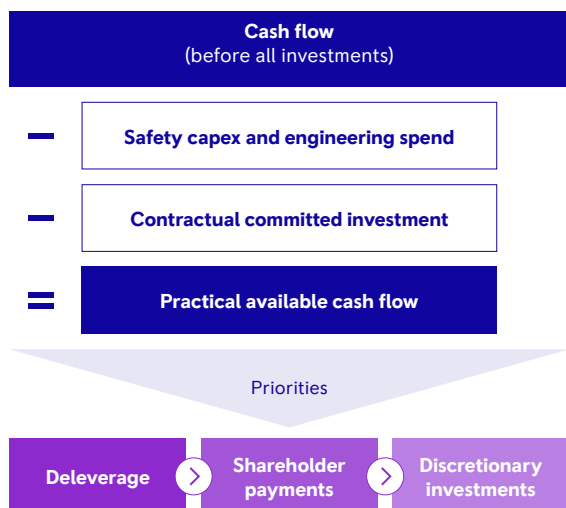 Cash flow
(before all investments)
Safety capex and engineering spend
Contractual committed investment
Practical available cash flow
Priorities
Deleverage
Shareholder
payments
Discretionary
investments